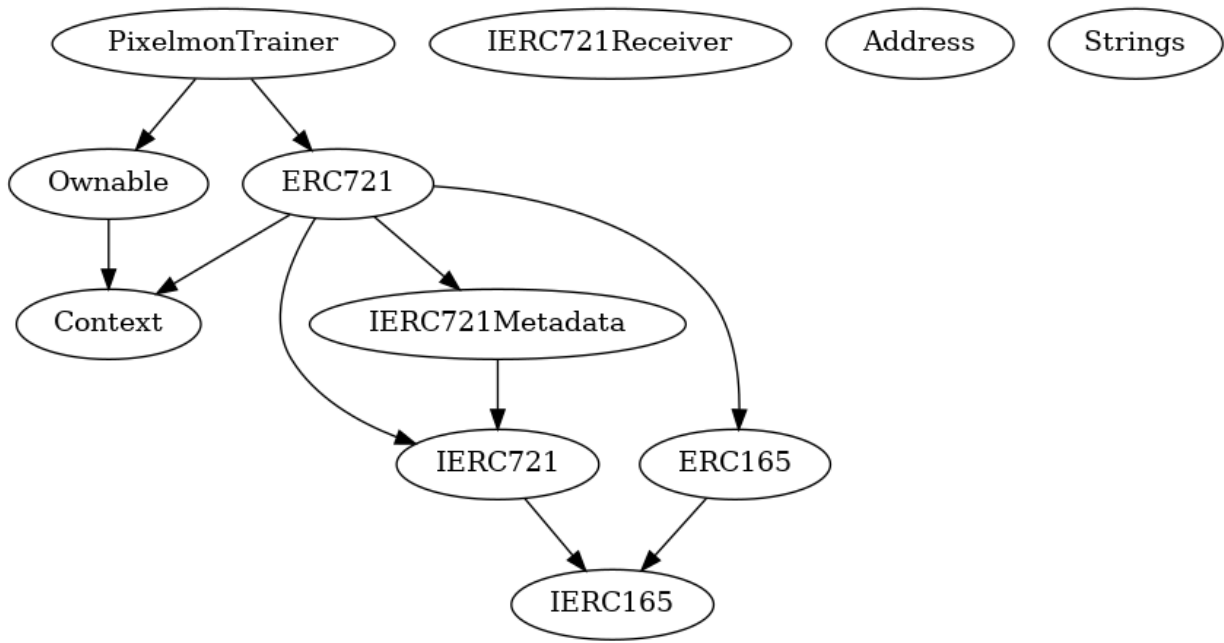 PixelmonTrainer
IERC721Receiver
Address
Strings
Ownable
ERC721
Context
IERC721Metadata
IERC721
ERC165
IERC165